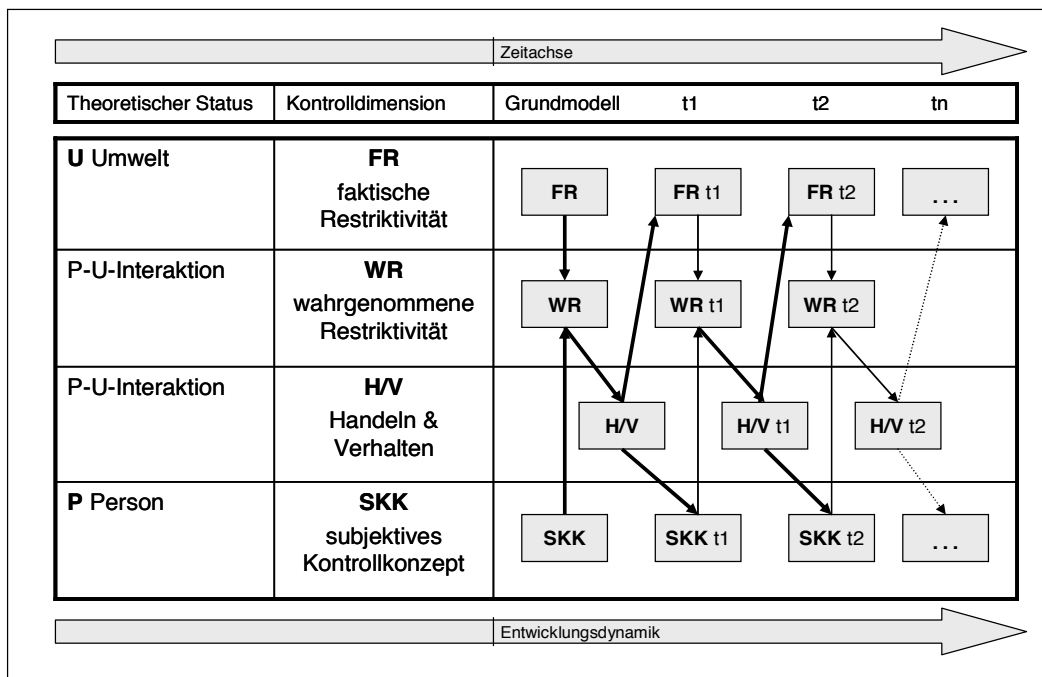 Zeitachse
Theoretischer Status Kontrolldimension Grundmodell t1 t2 tn
U Umwelt FR
faktische
Restriktivität
FR FR t1 FR t2 ...
P-U-Interaktion WR
wahrgenommene
Restriktivität
WR WR t1 WR t2
P-U-Interaktion H/V
Handeln &
Verhalten
H/V H/V t1 H/V t2
P Person SKK
subjektives
Kontrollkonzept
SKK SKK t1 SKK t2 ...
Entwicklungsdynamik